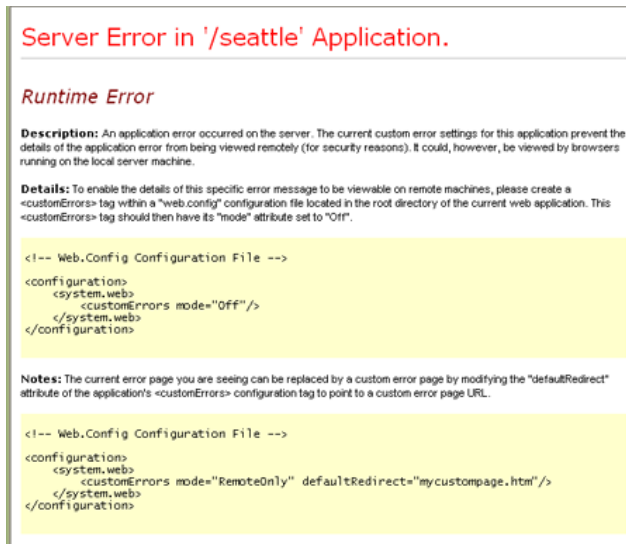 Server Error in '/seattle' Application.
Runtime Error
Description: An application error occurred on the server. The current custom error settings for this application prevent the
details of the application error from being viewed remotely (for security reasons). It could, however, be viewed by browsers
running on the local server machine.
Details: To enable the details of this specific error message to be viewable on remote machines, please create a
<customErrors> tag within a "web.config" configuration file located in the root directory of the current web application. This
<customErrors> tag should then have its "mode" attribute set to "Off".
<!-- Web.Config Configuration File -->
<configuration>
    <system.web>
        <customErrors mode="Off"/>
    </system.web>
</configuration>
Notes: The current error page you are seeing can be replaced by a custom error page by modifying the "defaultRedirect"
attribute of the application's <customErrors> configuration tag to point to a custom error page URL.
<!-- Web.Config Configuration File -->
<configuration>
    <system.web>
        <customErrors mode="RemoteOnly" defaultRedirect="mycustompage.htm"/>
    </system.web>
</configuration>